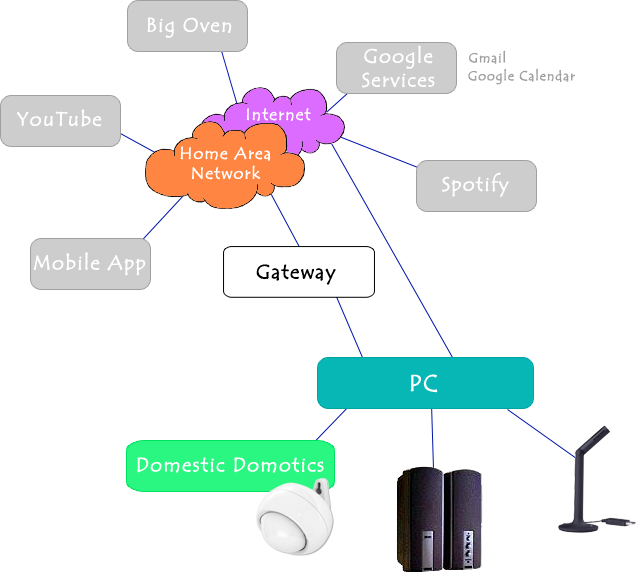 Big Oven
Google
Services
Gmail
Google Calendar
YouTube
Internet
Home Area
Network
Spotify
Mobile App
Gateway
PC
Domestic Domotics